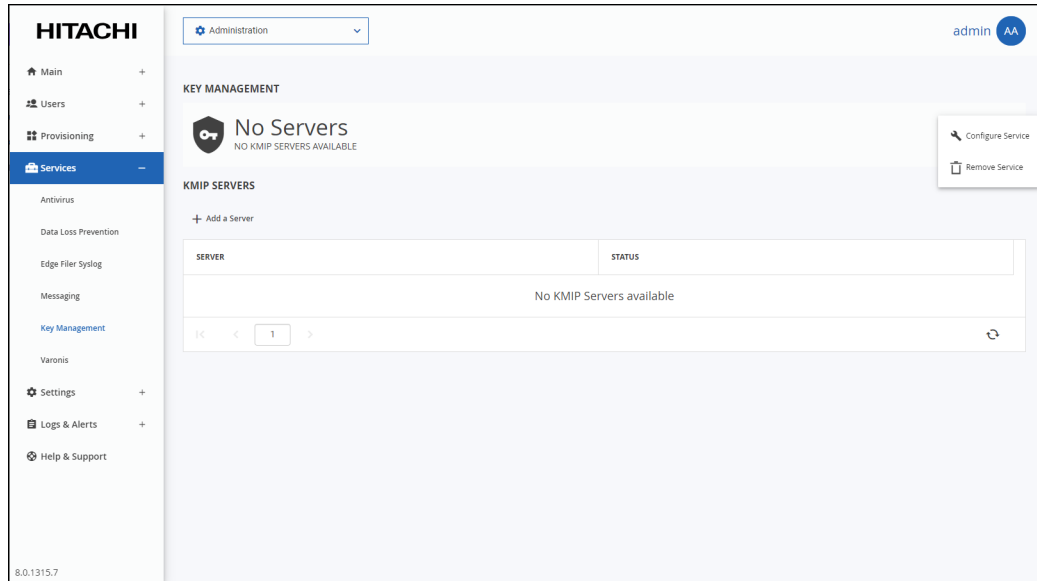 HITACHI
Administration
admin AA
Main
Users
Provisioning
Services
Antivirus
Data Loss Prevention
Edge Filer Syslog
Messaging
Key Management
Varonis
Settings
Logs & Alerts
Help & Support
8.0.1315.7
KEY MANAGEMENT
No Servers
NO KMIP SERVERS AVAILABLE
Configure Service
Remove Service
KMIP SERVERS
Add a Server
SERVER STATUS
No KMIP Servers available
1